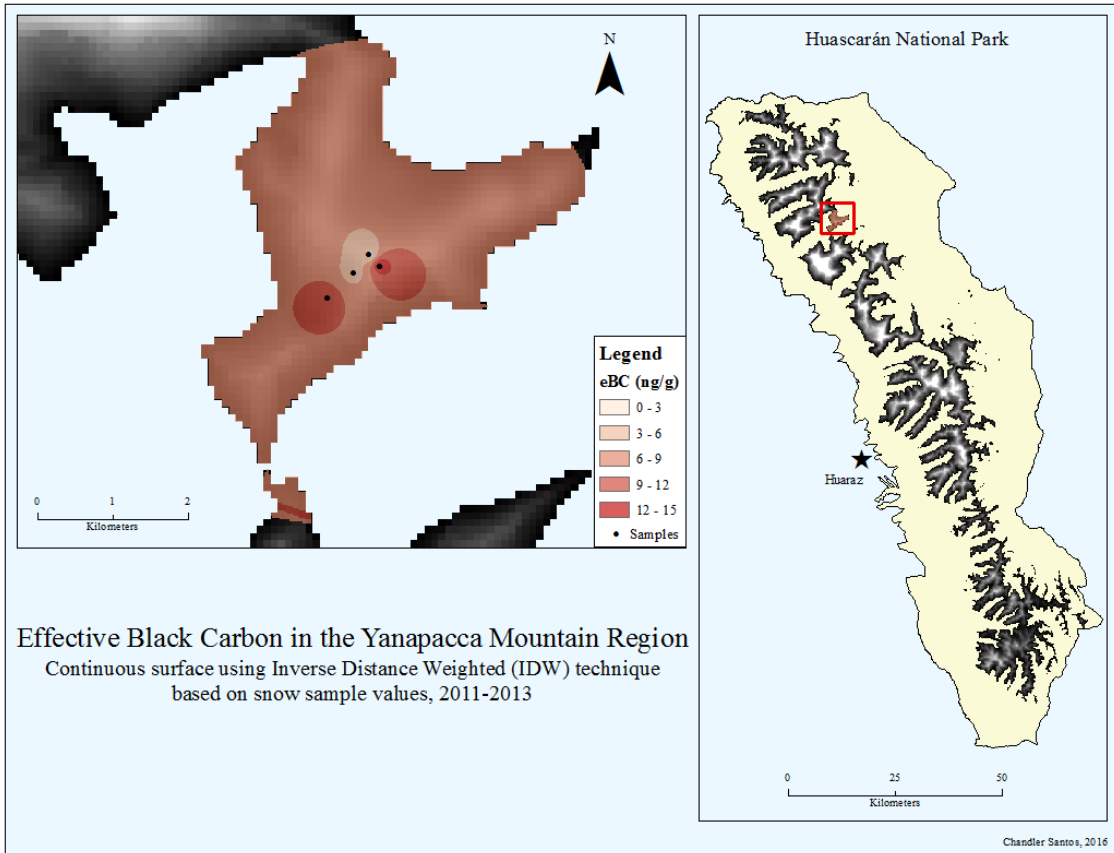 N
Legend
eBC (ng/g)
0 - 3
3 - 6
6 - 9
9 - 12
12 - 15
Samples
0 1 2
Kilometers
Effective Black Carbon in the Yanapacca Mountain Region
Continuous surface using Inverse Distance Weighted (IDW) technique
based on snow sample values, 2011-2013
Huascarán National Park
Huaraz
0 25 50
Kilometers
Chandler Santos, 2016